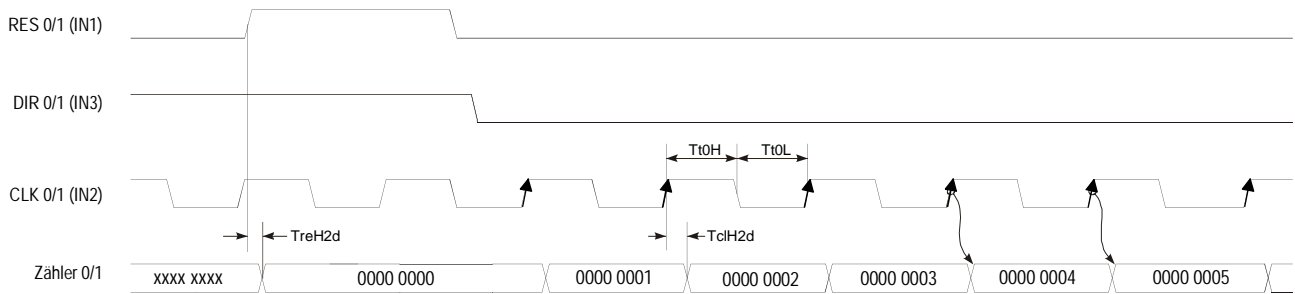 RES 0/1 (IN1)
DIR 0/1 (IN3)
Tt0H Tt0L
CLK 0/1 (IN2)
TreH2d TclH2d
Zähler 0/1 xxxx xxxx 0000 0000 0000 0001 0000 0002 0000 0003 0000 0004 0000 0005